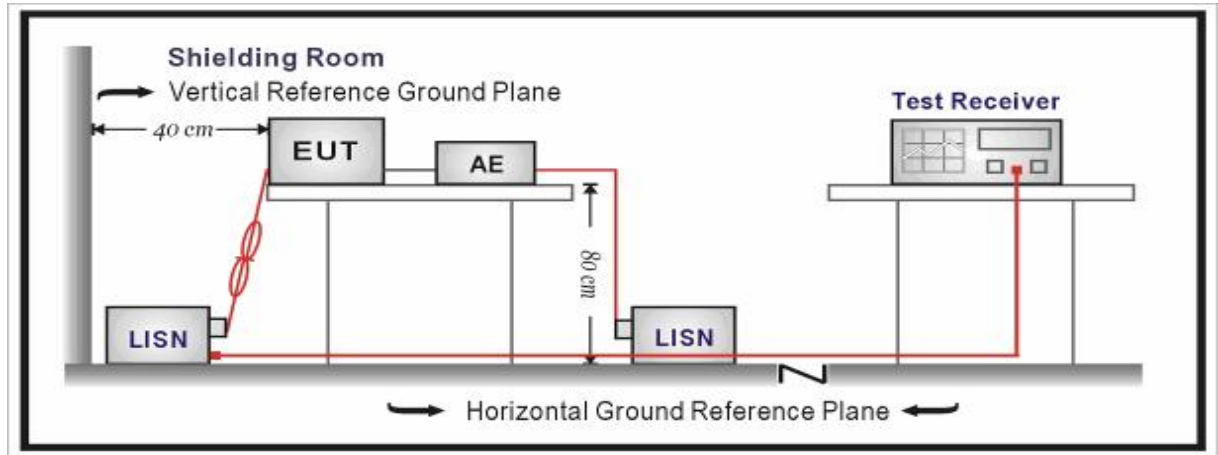 Shielding Room
Vertical Reference Ground Plane
40 cm
EUT
AE
Test Receiver
80 cm
LISN
LISN
Horizontal Ground Reference Plane